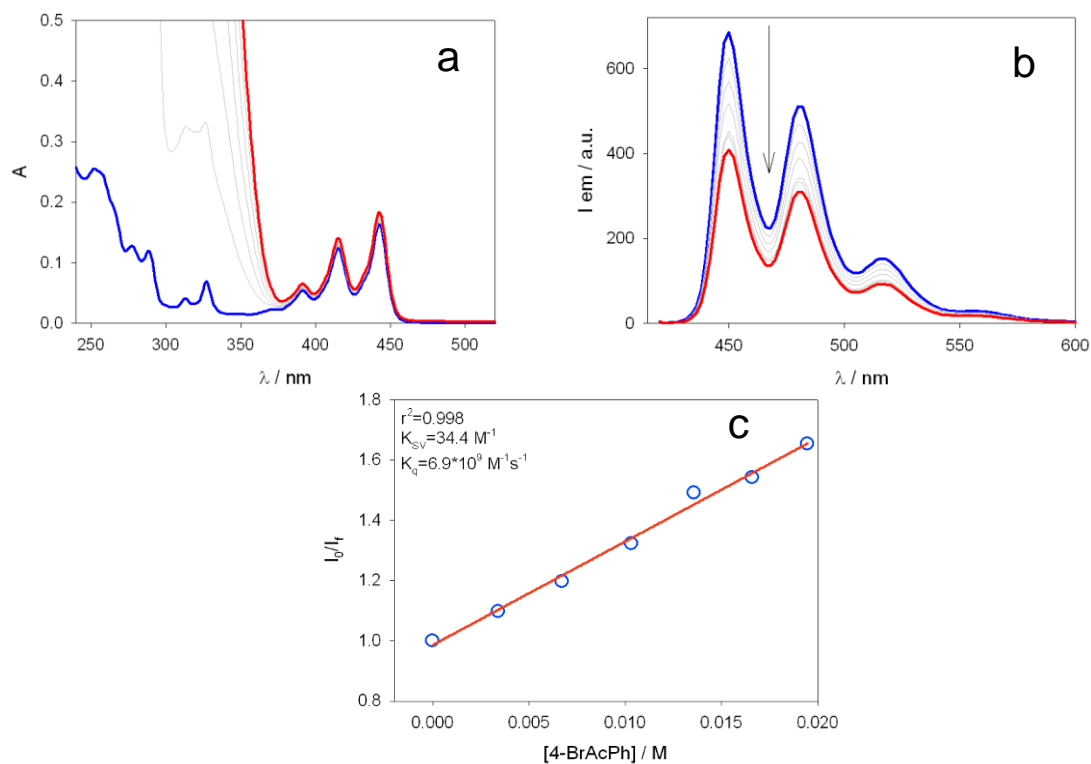 a
0.5
0.4
0.3
0.2
0.1
0.0
A
250 300 350 400 450 500
λ / nm
b
600
400
200
0
I em / a.u.
450 500 550 600
λ / nm
c
r²=0.998
K_SV=34.4 M⁻¹
K_q=6.9*10⁹ M⁻¹s⁻¹
1.8
1.6
1.4
1.2
1.0
0.8
I₀/I_f
0.000 0.005 0.010 0.015 0.020
[4-BrAcPh] / M